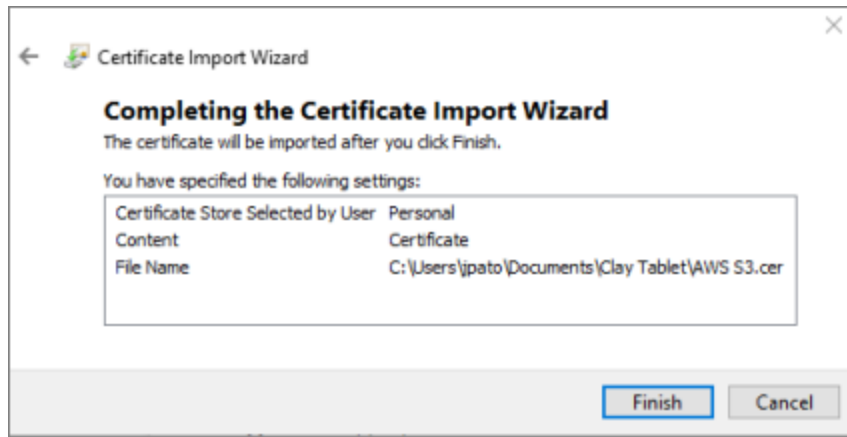 Certificate Import Wizard
Completing the Certificate Import Wizard
The certificate will be imported after you click Finish.
You have specified the following settings:
Certificate Store Selected by User Personal
Content Certificate
File Name C:\Users\jpato\Documents\Clay Tablet\AWS S3.cer
Finish Cancel